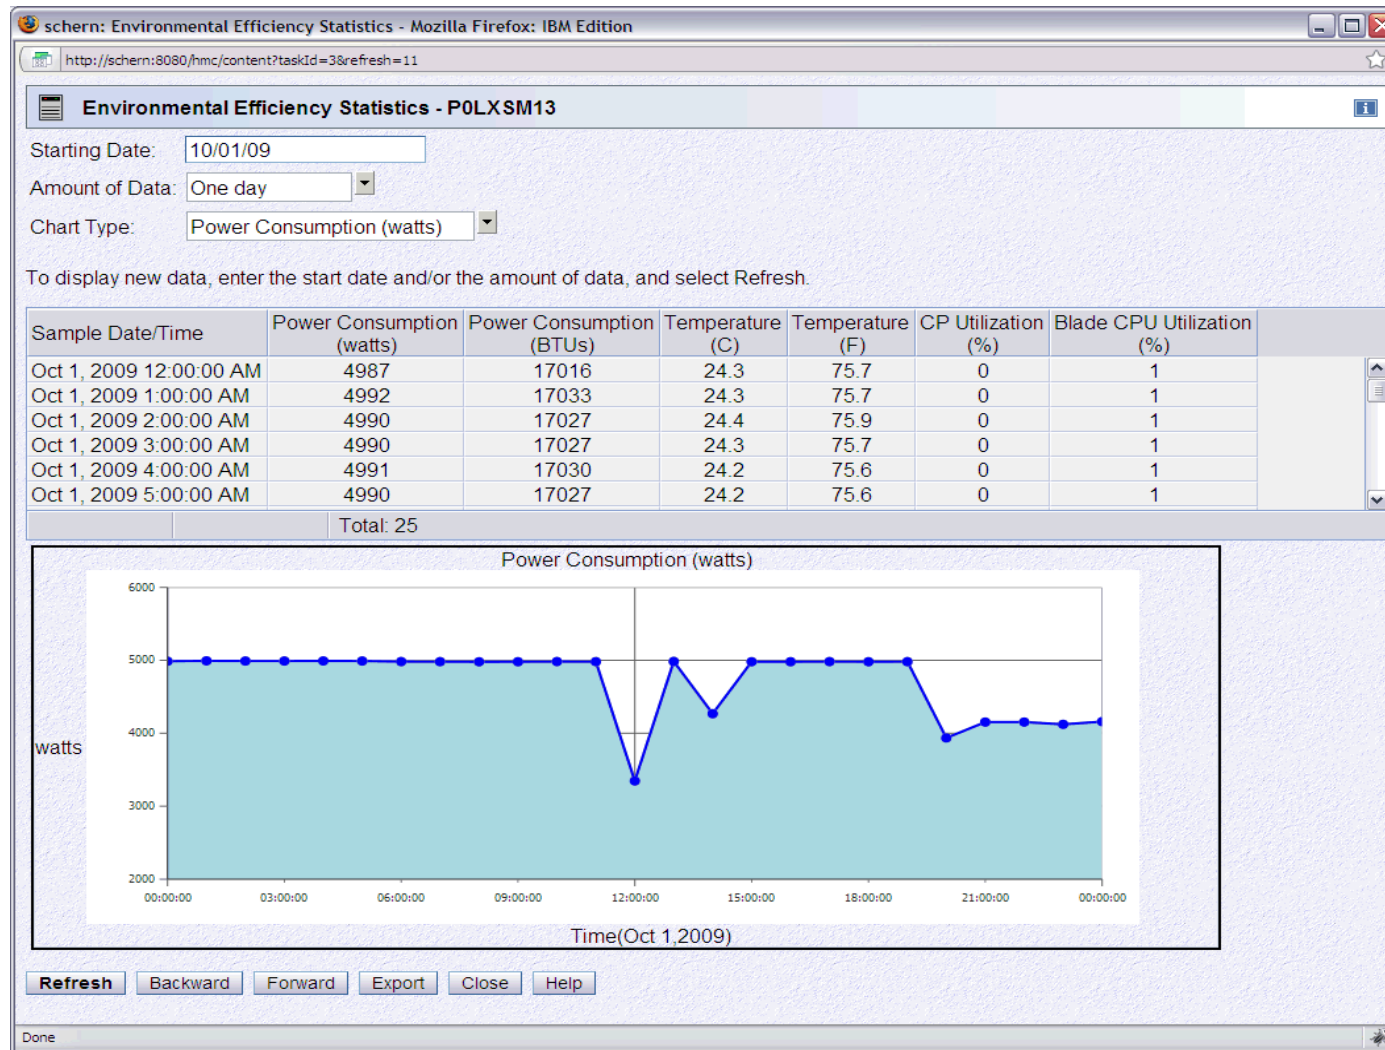 schern: Environmental Efficiency Statistics - Mozilla Firefox: IBM Edition
http://schern:8080/hmc/content?taskId=3&refresh=11
Environmental Efficiency Statistics - P0LXSM13
Starting Date: 10/01/09
Amount of Data: One day
Chart Type: Power Consumption (watts)
To display new data, enter the start date and/or the amount of data, and select Refresh.
Sample Date/Time Power Consumption (watts) Power Consumption (BTUs) Temperature (C) Temperature (F) CP Utilization (%) Blade CPU Utilization (%)
Oct 1, 2009 12:00:00 AM 4987 17016 24.3 75.7 0 1
Oct 1, 2009 1:00:00 AM 4992 17033 24.3 75.7 0 1
Oct 1, 2009 2:00:00 AM 4990 17027 24.4 75.9 0 1
Oct 1, 2009 3:00:00 AM 4990 17027 24.3 75.7 0 1
Oct 1, 2009 4:00:00 AM 4991 17030 24.2 75.6 0 1
Oct 1, 2009 5:00:00 AM 4990 17027 24.2 75.6 0 1
Total: 25
Power Consumption (watts)
6000
5000
4000
watts
3000
2000
00:00:00 03:00:00 06:00:00 09:00:00 12:00:00 15:00:00 18:00:00 21:00:00 00:00:00
Time(Oct 1,2009)
Refresh Backward Forward Export Close Help
Done